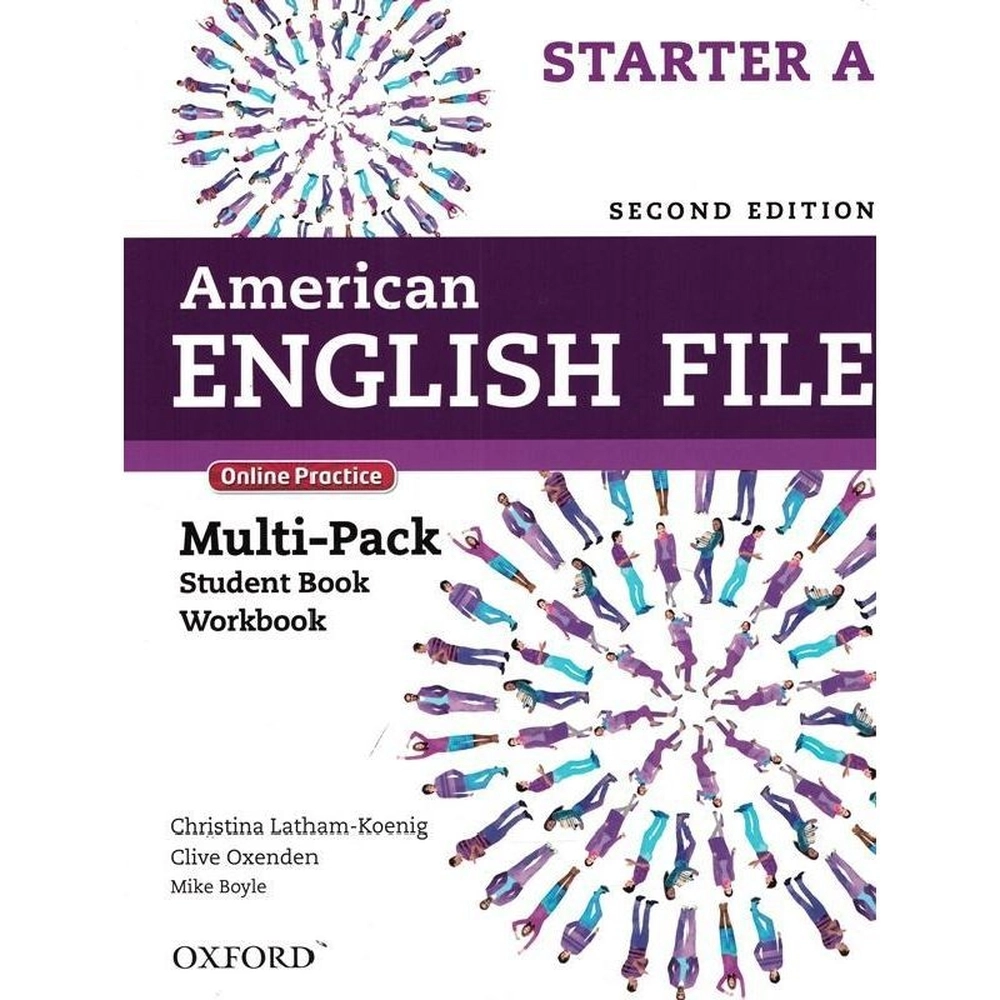 STARTER A
SECOND EDITION
American
ENGLISH FILE
Online Practice
Multi-Pack
Student Book
Workbook
Christina Latham-Koenig
Clive Oxenden
Mike Boyle
OXFORD